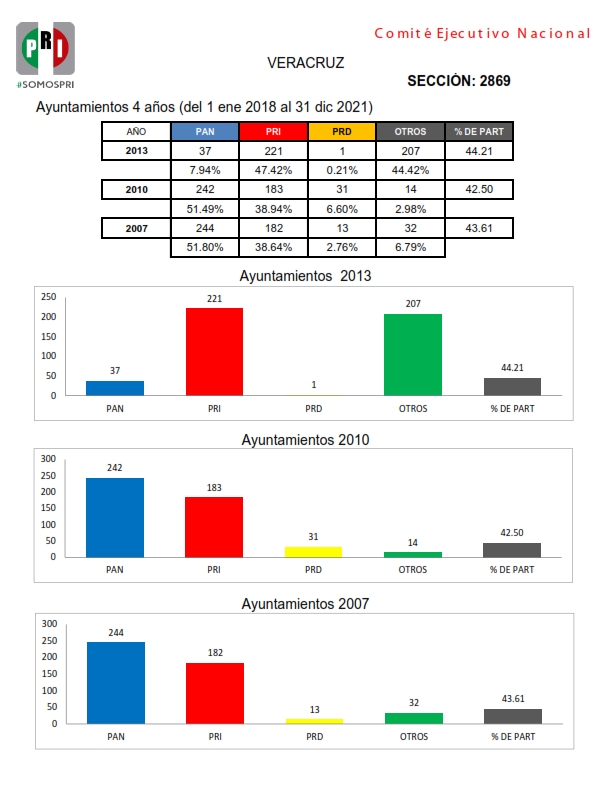 Comité Ejecutivo Nacional
PRI
#SOMOSPRI
VERACRUZ
SECCIÓN: 2869
Ayuntamientos 4 años (del 1 ene 2018 al 31 dic 2021)
AÑO PAN PRI PRD OTROS % DE PART
2013 37 221 1 207 44.21
7.94% 47.42% 0.21% 44.42%
2010 242 183 31 14 42.50
51.49% 38.94% 6.60% 2.98%
2007 244 182 13 32 43.61
51.80% 38.64% 2.76% 6.79%
Ayuntamientos 2013
250
200
150
100
50
0
37 221 1 207 44.21
PAN PRI PRD OTROS % DE PART
Ayuntamientos 2010
300
250
200
150
100
50
0
242 183 31 14 42.50
PAN PRI PRD OTROS % DE PART
Ayuntamientos 2007
300
250
200
150
100
50
0
244 182 13 32 43.61
PAN PRI PRD OTROS % DE PART